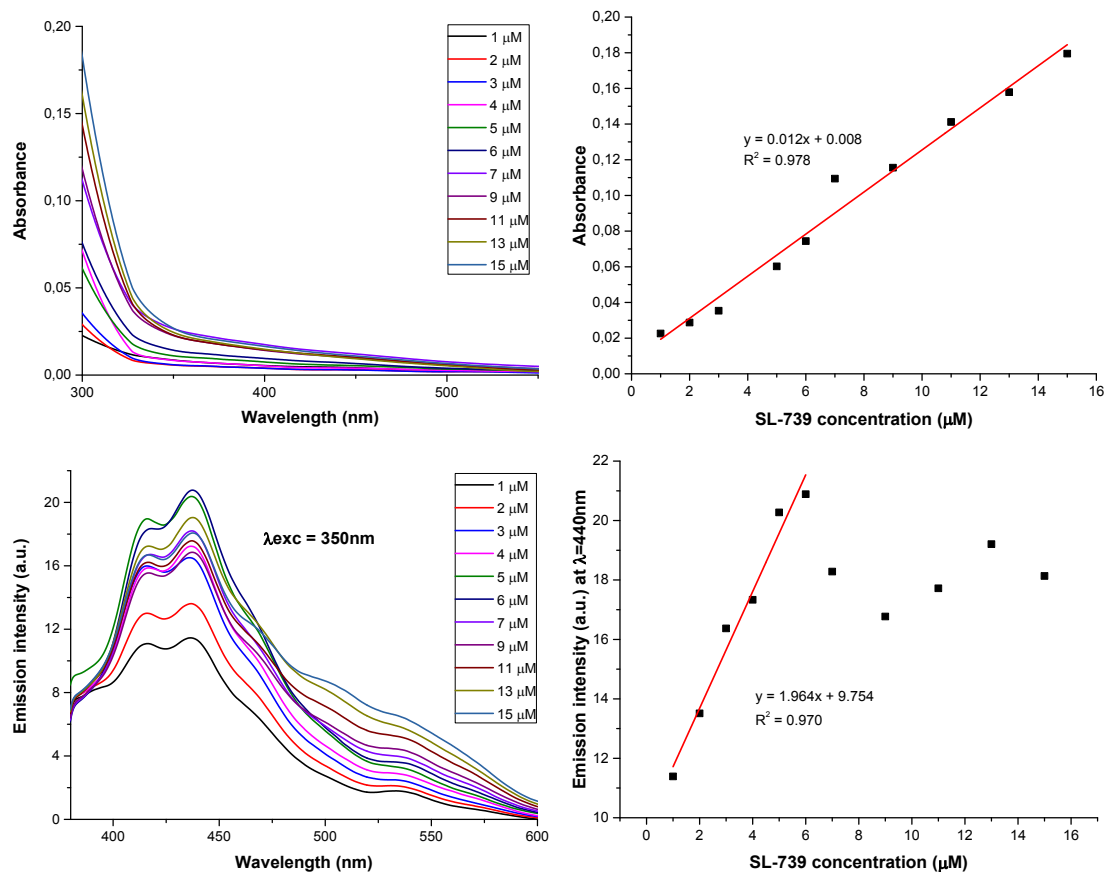 0,20
0,15
0,10
0,05
0,00
300
400
500
Absorbance
Wavelength (nm)
1 μM
2 μM
3 μM
4 μM
5 μM
6 μM
7 μM
9 μM
11 μM
13 μM
15 μM
0,20
0,18
0,16
0,14
0,12
0,10
0,08
0,06
0,04
0,02
0,00
0
2
4
6
8
10
12
14
16
Absorbance
y = 0.012x + 0.008
R² = 0.978
SL-739 concentration (μM)
20
16
12
8
4
0
400
450
500
550
600
Emission intensity (a.u.)
Wavelength (nm)
λexc = 350nm
1 μM
2 μM
3 μM
4 μM
5 μM
6 μM
7 μM
9 μM
11 μM
13 μM
15 μM
22
20
18
16
14
12
10
0
2
4
6
8
10
12
14
16
Emission intensity (a.u.) at λ=440nm
y = 1.964x + 9.754
R² = 0.970
SL-739 concentration (μM)